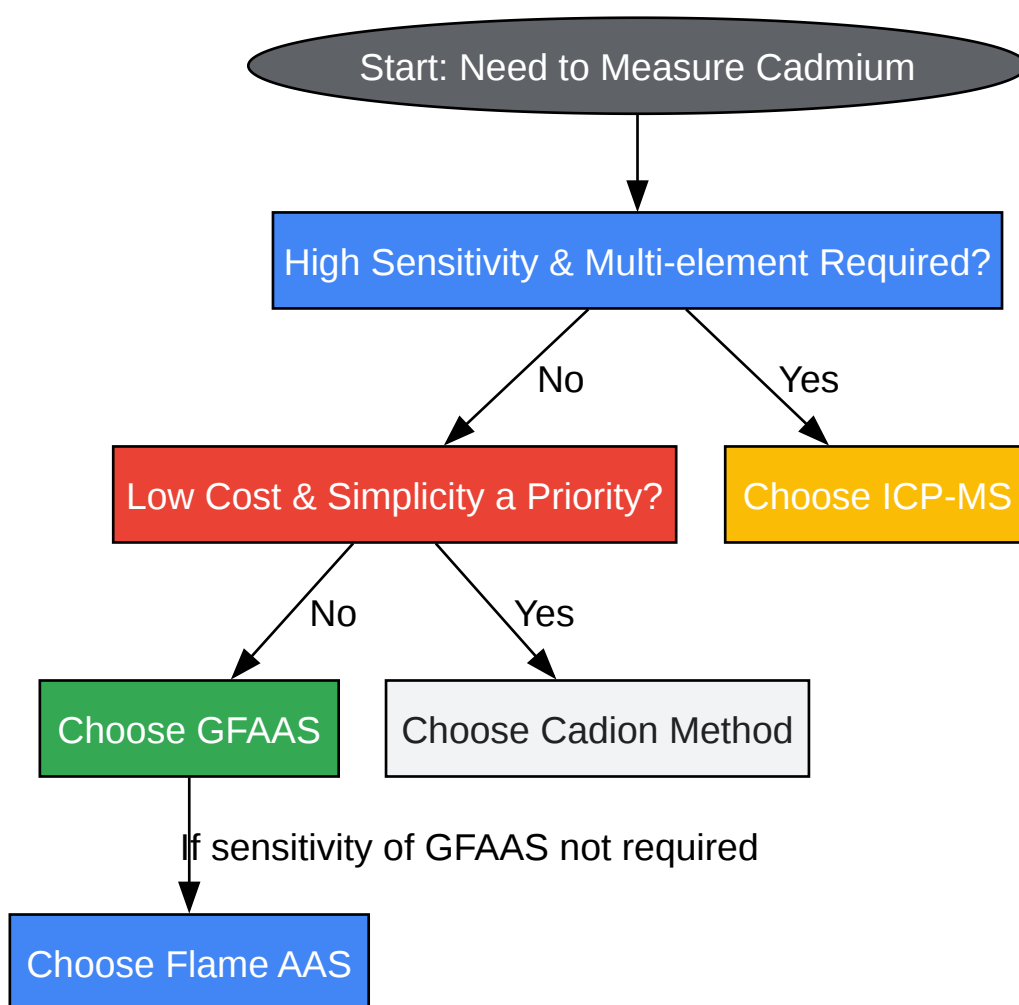 Start: Need to Measure Cadmium
High Sensitivity & Multi-element Required?
No
Yes
Low Cost & Simplicity a Priority?
Choose ICP-MS
No
Yes
Choose GFAAS
Choose Cadion Method
If sensitivity of GFAAS not required
Choose Flame AAS